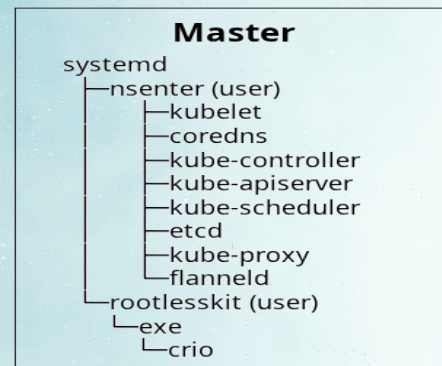 Master
systemd
├─nsenter (user)
│ ├─kubelet
│ ├─coredns
│ ├─kube-controller
│ ├─kube-apiserver
│ ├─kube-scheduler
│ ├─etcd
│ ├─kube-proxy
│ └─flanneld
└─rootlesskit (user)
└─exe
└─crio